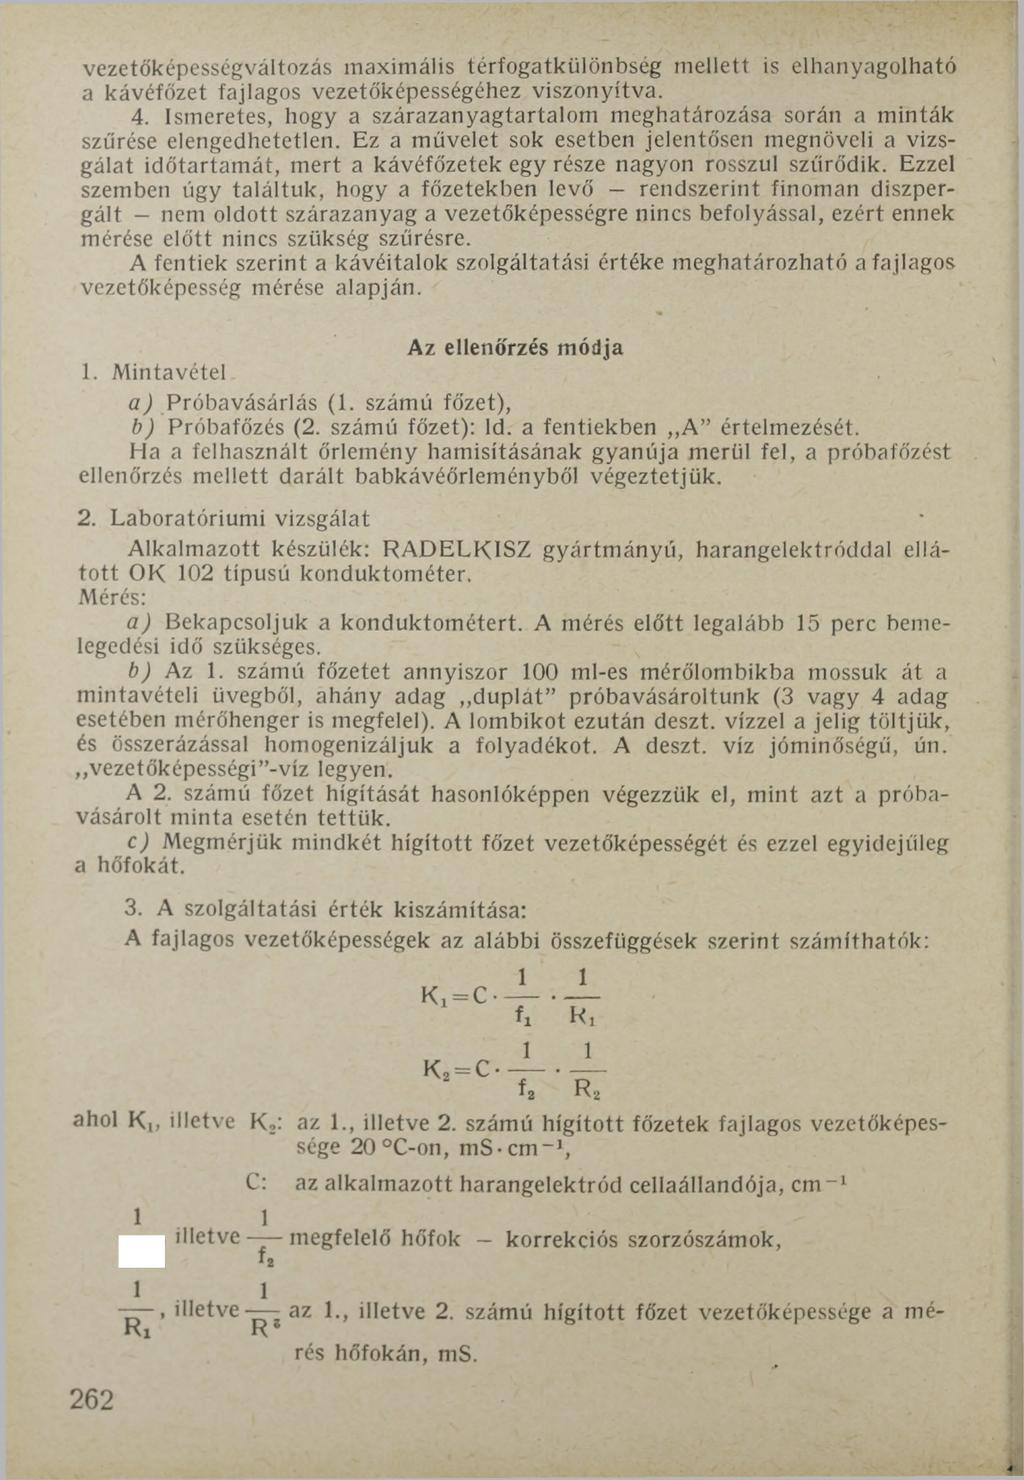 vezetőképességváltozás maximális térfogatkülönbség mellett is elhanyagolható
a kávéfőzet fajlagos vezetőképességéhez viszonyítva.
4. Ismeretes, hogy a szárazanyagtartalom meghatározása során a minták
szűrése elengedhetetlen. Ez a művelet sok esetben jelentősen megnöveli a vizs-
gálat időtartamát, mert a kávéfőzetek egy része nagyon rosszul szűrődik. Ezzel
szemben úgy találtuk, hogy a főzetekben levő — rendszerint finoman diszper-
gált — nem oldott szárazanyag a vezetőképességre nincs befolyással, ezért ennek
mérése előtt nincs szükség szűrésre.
A fentiek szerint a kávéitalok szolgáltatási értéke meghatározható a fajlagos
vezetőképesség mérése alapján.
Az ellenőrzés módja
1. Mintavétel
a) Próbavásárlás (1. számú főzet),
b) Próbafőzés (2. számú főzet): ld. a fentiekben „A” értelmezését.
Ha a felhasznált őrlemény hamisításának gyanúja merül fel, a próbafőzést
ellenőrzés mellett darált babkávéőrleményből végeztetjük.
2. Laboratóriumi vizsgálat
Alkalmazott készülék: RADELKISZ gyártmányú, harangelektróddal ellá-
tott OK 102 típusú konduktométer.
Mérés:
a) Bekapcsoljuk a konduktométert. A mérés előtt legalább 15 perc beme-
legedési idő szükséges.
b) Az 1. számú főzetet annyiszor 100 ml-es mérőlombikba mossuk át a
mintavételi üvegből, ahány adag „duplát” próbavásároltunk (3 vagy 4 adag
esetében mérőhenger is megfelel). A lombikot ezután deszt. vízzel a jelig töltjük,
és összerázással homogenizáljuk a folyadékot. A deszt. víz jóminőségű, ún.
„vezetőképességi”-víz legyen.
A 2. számú főzet hígítását hasonlóképpen végezzük el, mint azt a próba-
vásárolt minta esetén tettük.
c) Megmérjük mindkét hígított főzet vezetőképességét és ezzel egyidejűleg
a hőfokát.
3. A szolgáltatási érték kiszámítása:
A fajlagos vezetőképességek az alábbi összefüggések szerint számíthatók:
K₁=C·1/f₁·1/R₁
K₂=C·1/f₂·1/R₂
ahol K₁, illetve K₂: az 1., illetve 2. számú hígított főzetek fajlagos vezetőképes-
sége 20 °C-on, mS·cm⁻¹,
C: az alkalmazott harangelektród cellaállandója, cm⁻¹
1 illetve 1/f₂ megfelelő hőfok — korrekciós szorzószámok,
1/R₁, illetve 1/R₂ az 1., illetve 2. számú hígított főzet vezetőképessége a mé-
rés hőfokán, mS.
262